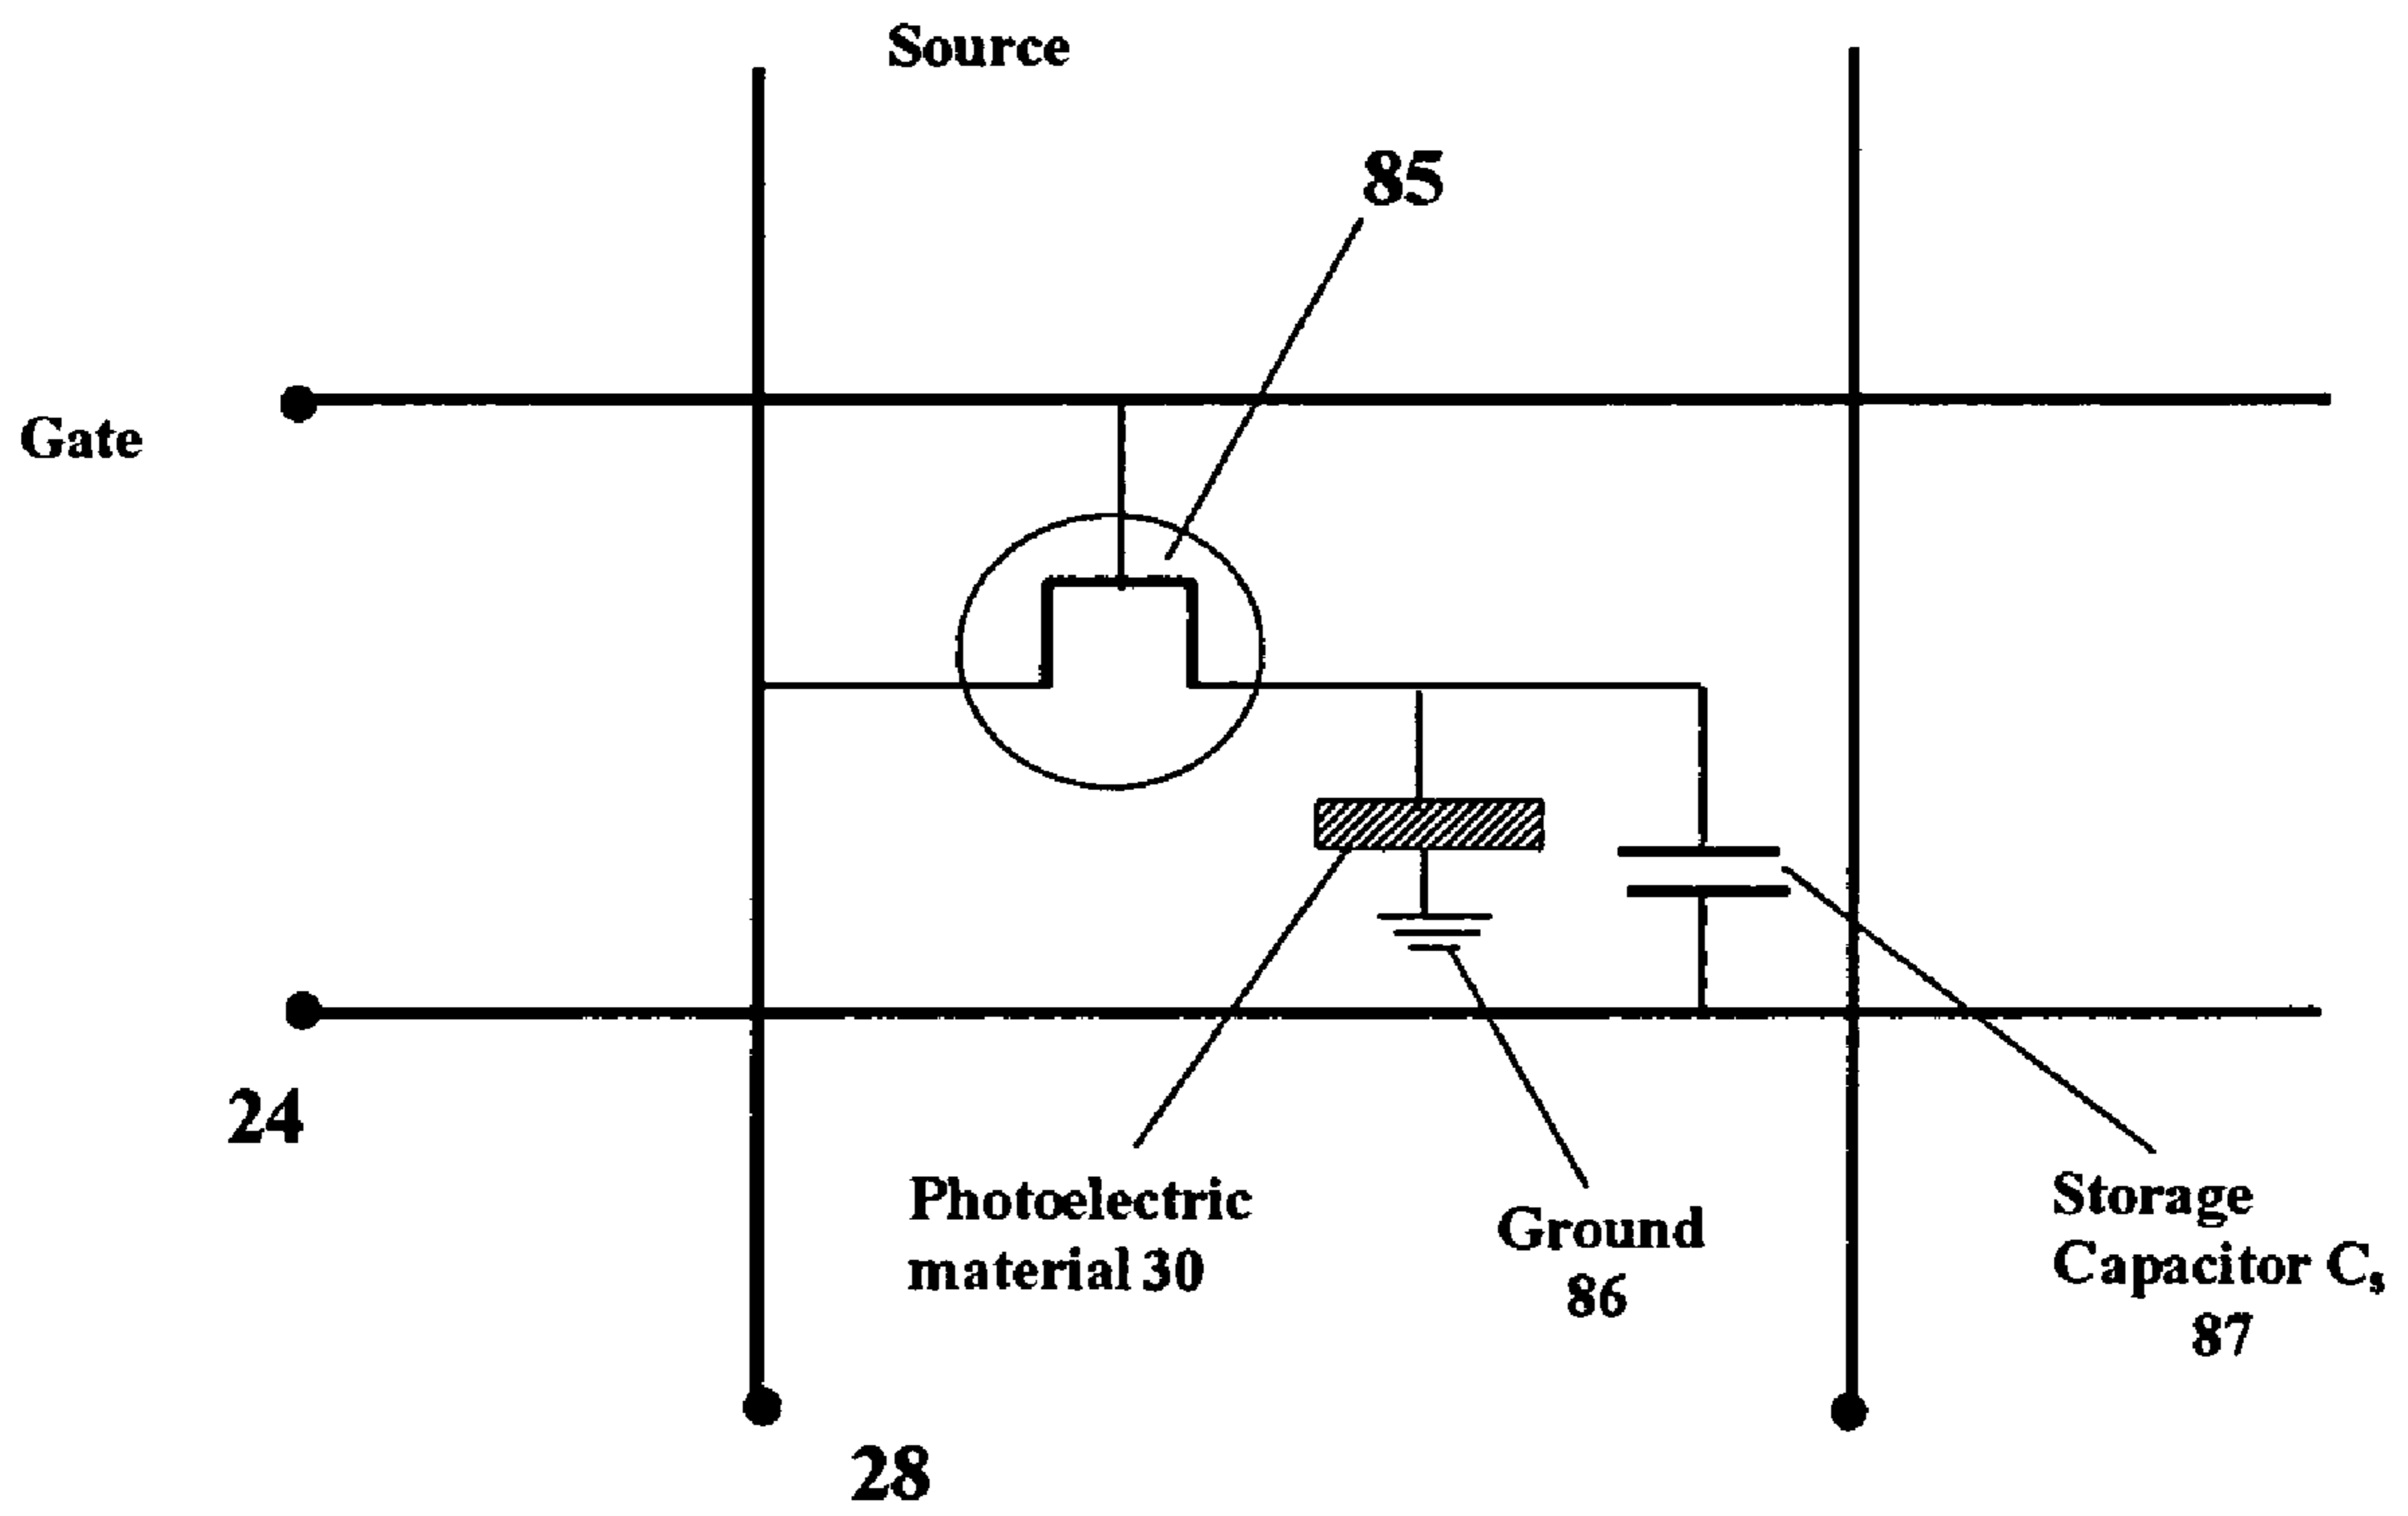 Source
85
Gate
24
Photoelectric
material 30
Ground
86
Storage
Capacitor Cs
87
28